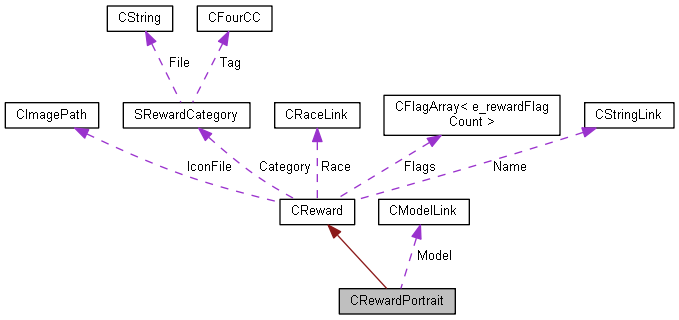 CString
CFourCC
File
Tag
CImagePath
SRewardCategory
CRaceLink
CFlagArray< e_rewardFlag
Count >
CStringLink
IconFile
Category
Race
Flags
Name
CReward
CModelLink
Model
CRewardPortrait